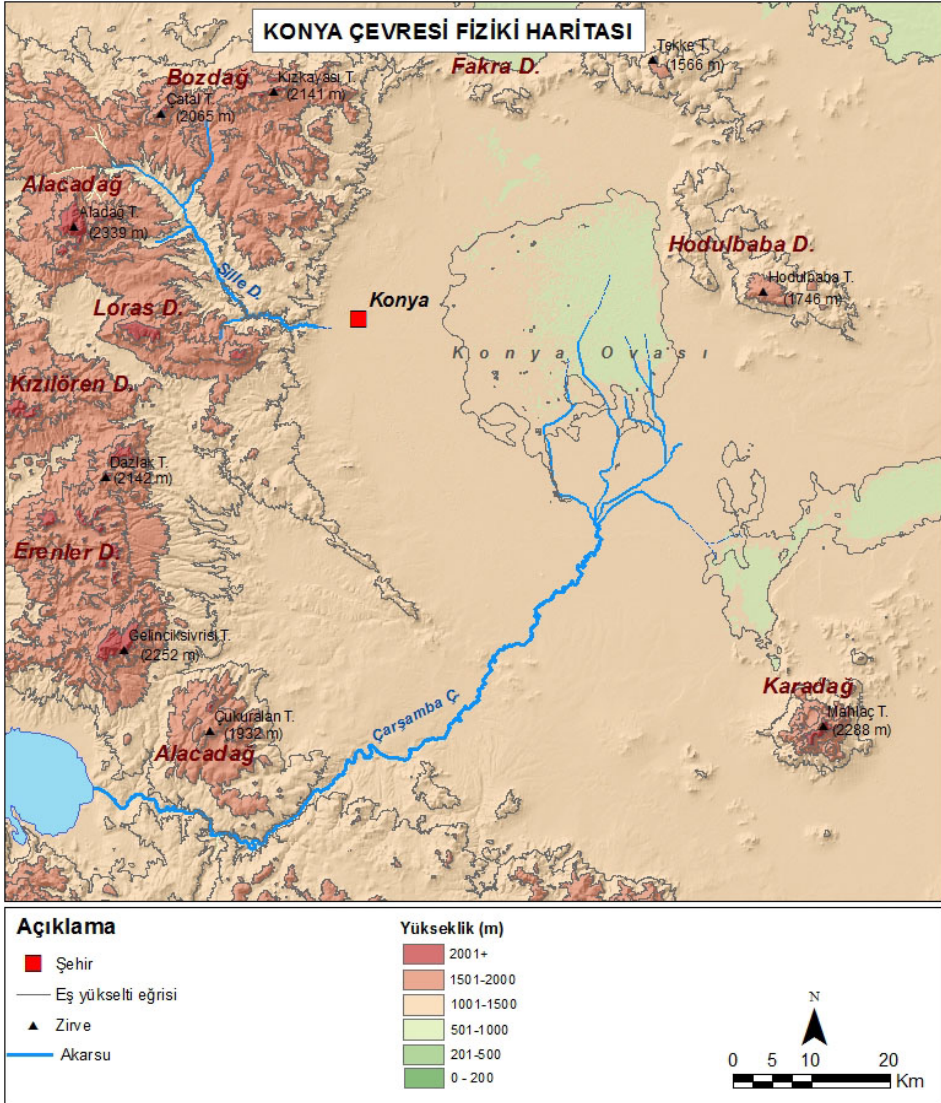 KONYA ÇEVRESİ FİZİKİ HARİTASI
Tekke T.
(1566 m)
Fakra D.
Bozdağ
Kızkayası T.
(2141 m)
Çatal T.
(2065 m)
Alacadağ
Aladağ T.
(2339 m)
Sille D.
Hodulbaba D.
Hodulbaba T.
(1746 m)
Loras D.
Konya
Konya Ovası
Kızılören D.
Dazlak T.
(2142 m)
Erenler D.
Gelinciksivrisi T.
(2252 m)
Çukuralan T.
(1932 m)
Alacadağ
Çarşamba Ç.
Karadağ
Mahlaç T.
(2288 m)
Açıklama
Şehir
Eş yükselti eğrisi
Zirve
Akarsu
Yükseklik (m)
2001+
1501-2000
1001-1500
501-1000
201-500
0 - 200
N
0 5 10 20
Km